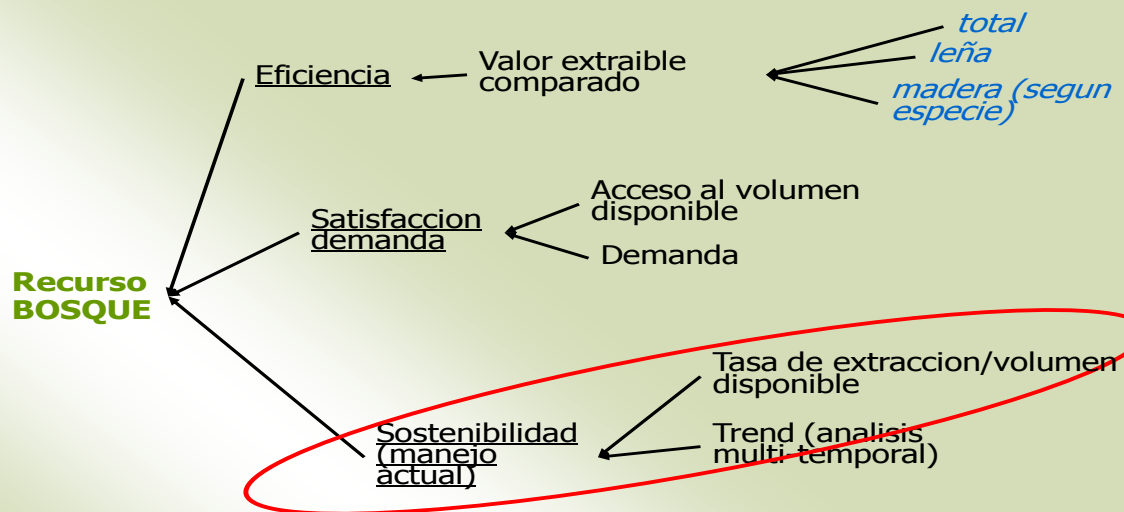 total
leña
Valor extraible
comparado
Eficiencia
madera (segun
especie)
Acceso al volumen
disponible
Satisfaccion
demanda
Demanda
Recurso
BOSQUE
Tasa de extraccion/volumen
disponible
Sostenibilidad
(manejo
actual)
Trend (analisis
multi-temporal)